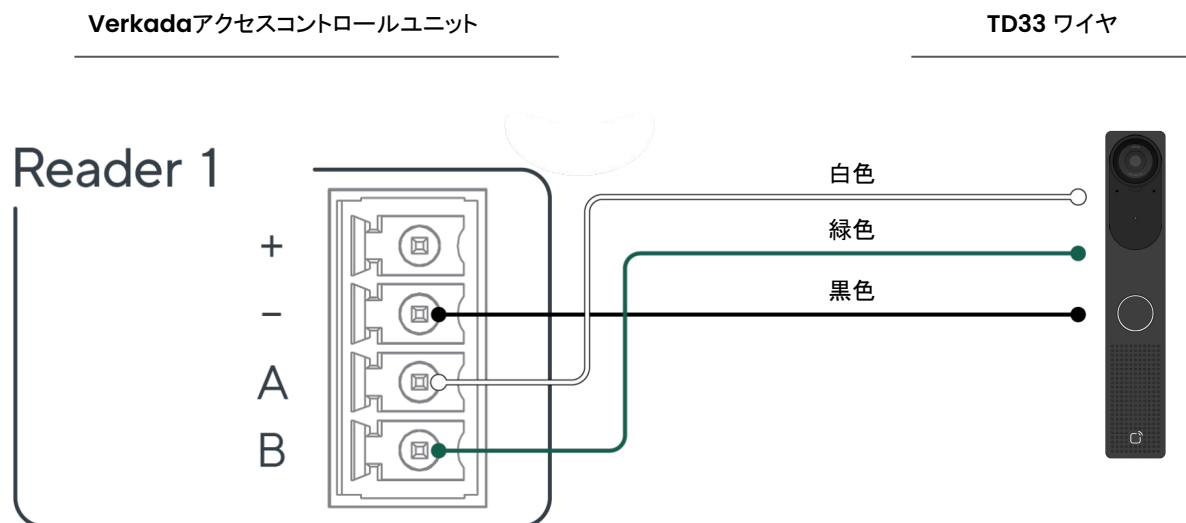 Verkadaアクセスコントロールユニット
TD33 ワイヤ
Reader 1
白色
緑色
+
黒色
−
A
B